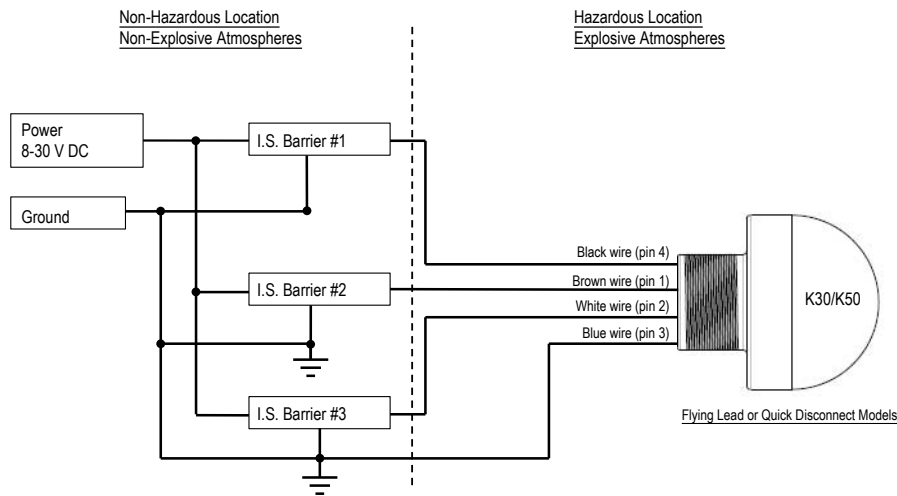 Non-Hazardous Location
Non-Explosive Atmospheres
Hazardous Location
Explosive Atmospheres
Power
8-30 V DC
I.S. Barrier #1
Ground
Black wire (pin 4)
I.S. Barrier #2
Brown wire (pin 1)
White wire (pin 2)
K30/K50
Blue wire (pin 3)
I.S. Barrier #3
Flying Lead or Quick Disconnect Models